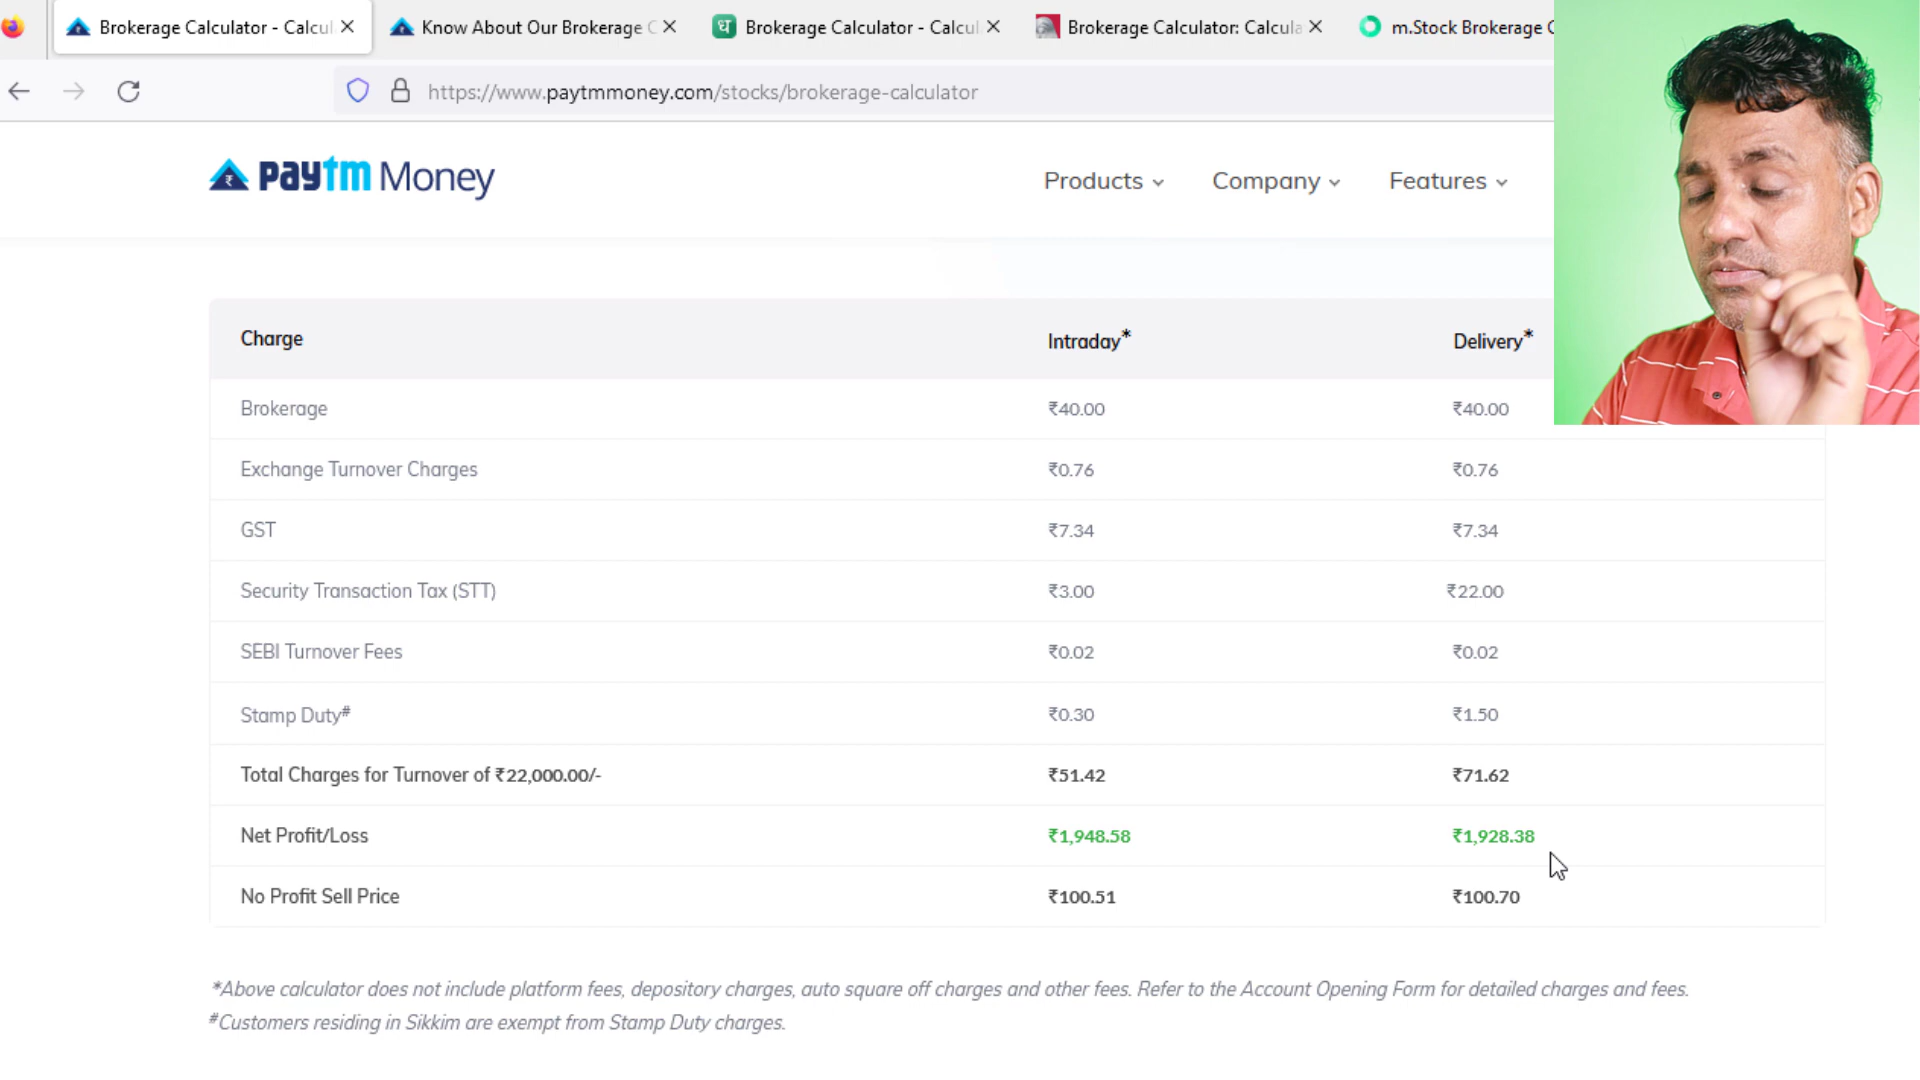 Brokerage Calculator - Calcul
Know About Our Brokerage C
ध Brokerage Calculator - Calcul
Brokerage Calculator: Calcula
m.Stock Brokerage C
https://www.paytmmoney.com/stocks/brokerage-calculator
₹ paytm Money
Products
Company
Features
Charge Intraday* Delivery*
Brokerage ₹40.00 ₹40.00
Exchange Turnover Charges ₹0.76 ₹0.76
GST ₹7.34 ₹7.34
Security Transaction Tax (STT) ₹3.00 ₹22.00
SEBI Turnover Fees ₹0.02 ₹0.02
Stamp Duty# ₹0.30 ₹1.50
Total Charges for Turnover of ₹22,000.00/- ₹51.42 ₹71.62
Net Profit/Loss ₹1,948.58 ₹1,928.38
No Profit Sell Price ₹100.51 ₹100.70
*Above calculator does not include platform fees, depository charges, auto square off charges and other fees. Refer to the Account Opening Form for detailed charges and fees.
#Customers residing in Sikkim are exempt from Stamp Duty charges.